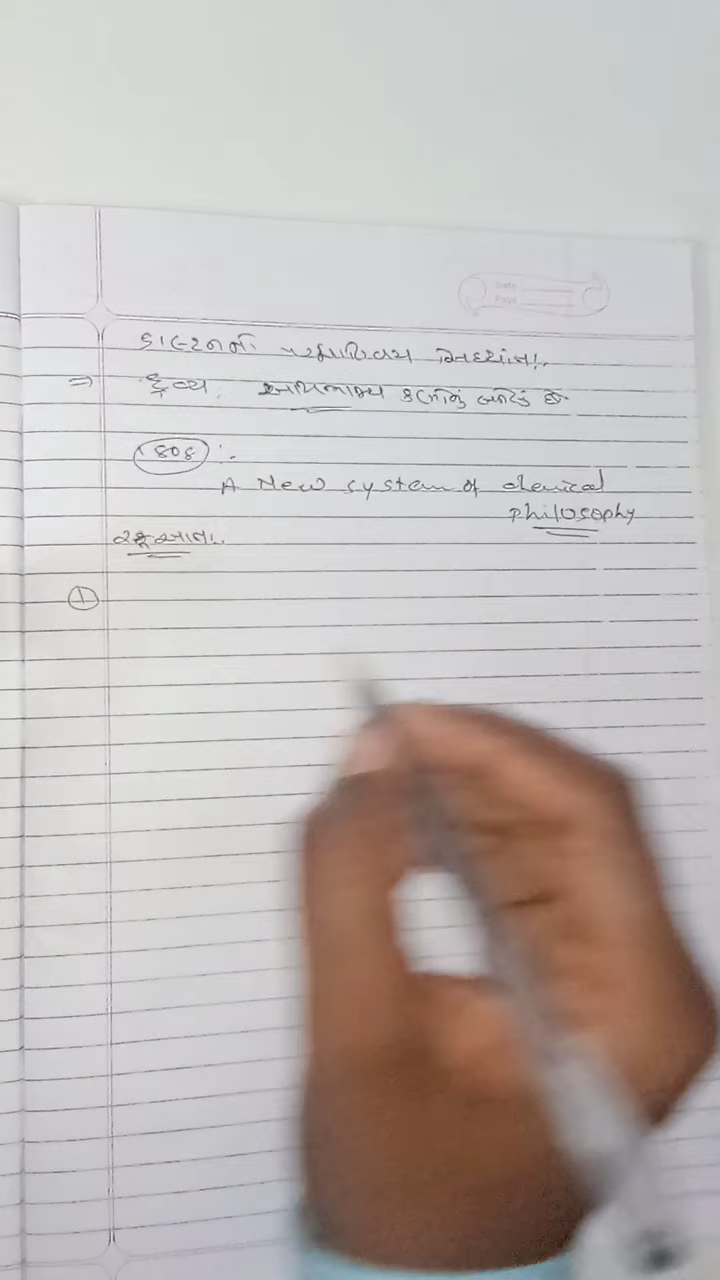 ડાલ્ટનનો પરમાણ્વિય સિદ્ધાંત.
⇒ દ્રવ્ય અવિભાજ્ય કણોનું બનેલું છે
1808 :-
A New system of chemical
philosophy
રજૂઆત..
①